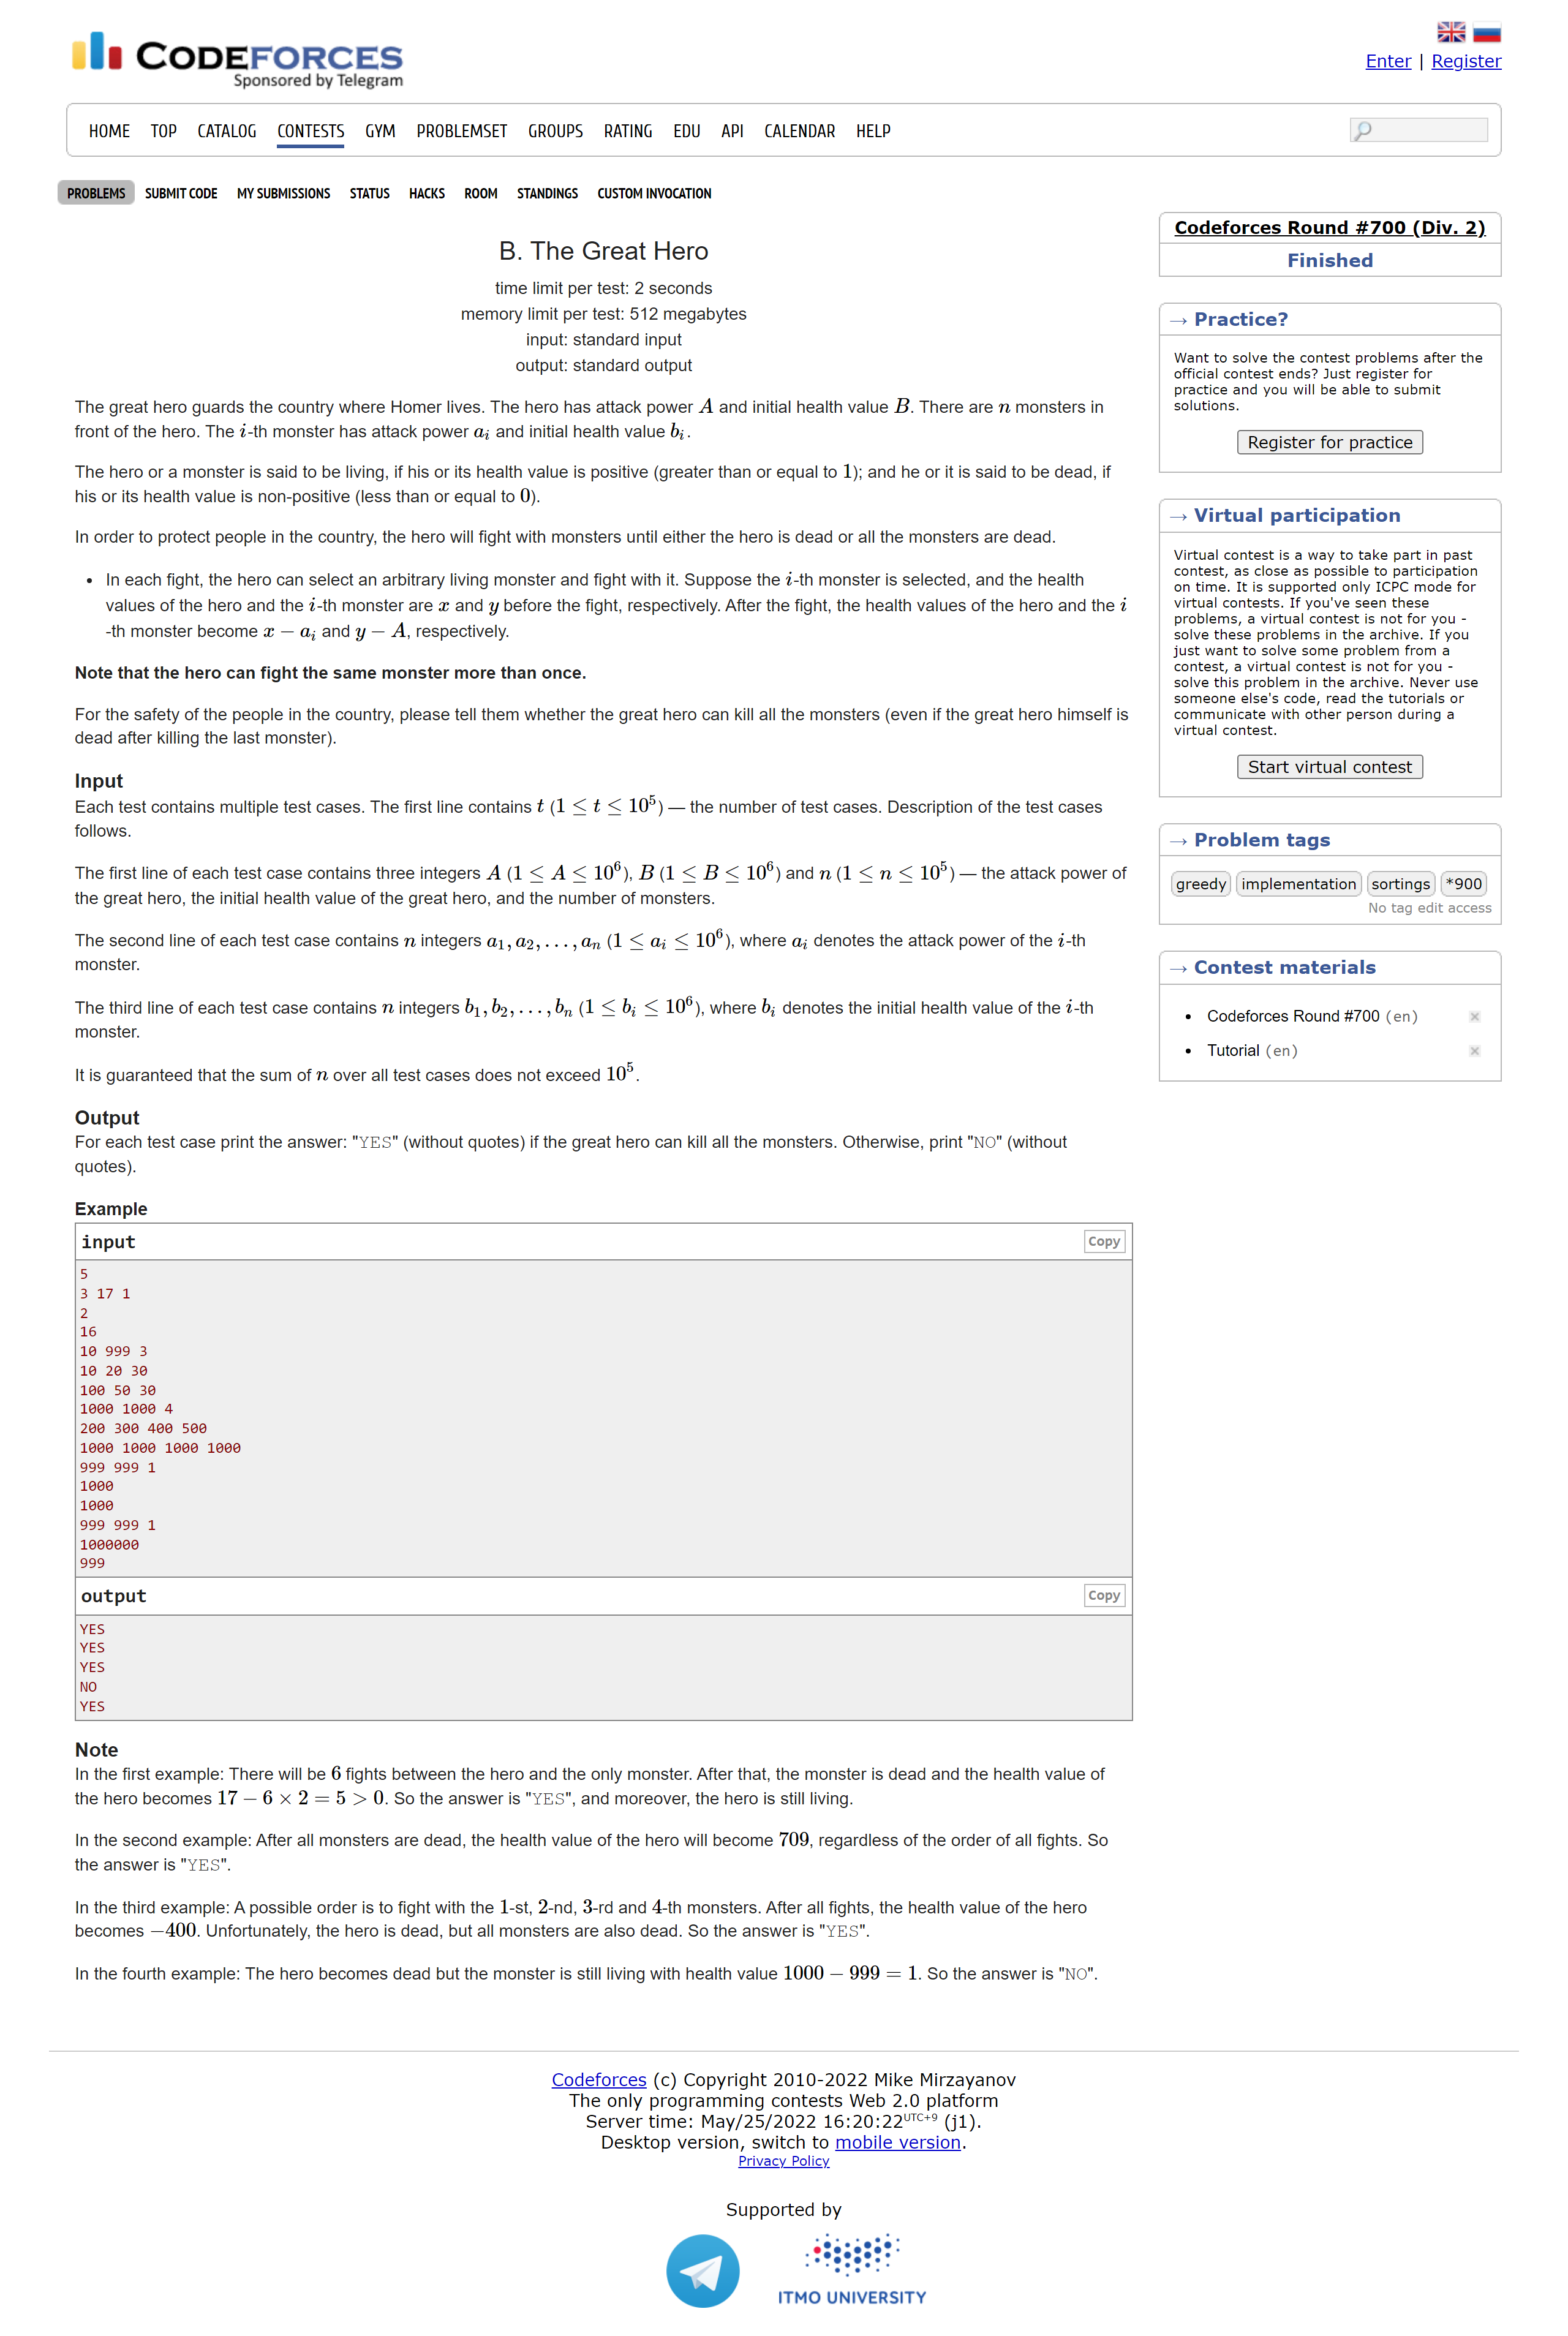 CODEFORCES
Sponsored by Telegram
Enter | Register
HOME TOP CATALOG CONTESTS GYM PROBLEMSET GROUPS RATING EDU API CALENDAR HELP
PROBLEMS SUBMIT CODE MY SUBMISSIONS STATUS HACKS ROOM STANDINGS CUSTOM INVOCATION
B. The Great Hero
time limit per test: 2 seconds
memory limit per test: 512 megabytes
input: standard input
output: standard output
The great hero guards the country where Homer lives. The hero has attack power A and initial health value B. There are n monsters in
front of the hero. The i-th monster has attack power a_i and initial health value b_i.
The hero or a monster is said to be living, if his or its health value is positive (greater than or equal to 1); and he or it is said to be dead, if
his or its health value is non-positive (less than or equal to 0).
In order to protect people in the country, the hero will fight with monsters until either the hero is dead or all the monsters are dead.
• In each fight, the hero can select an arbitrary living monster and fight with it. Suppose the i-th monster is selected, and the health
values of the hero and the i-th monster are x and y before the fight, respectively. After the fight, the health values of the hero and the i
-th monster become x − a_i and y − A, respectively.
Note that the hero can fight the same monster more than once.
For the safety of the people in the country, please tell them whether the great hero can kill all the monsters (even if the great hero himself is
dead after killing the last monster).
Input
Each test contains multiple test cases. The first line contains t (1 ≤ t ≤ 10^5) — the number of test cases. Description of the test cases
follows.
The first line of each test case contains three integers A (1 ≤ A ≤ 10^6), B (1 ≤ B ≤ 10^6) and n (1 ≤ n ≤ 10^5) — the attack power of
the great hero, the initial health value of the great hero, and the number of monsters.
The second line of each test case contains n integers a_1, a_2, …, a_n (1 ≤ a_i ≤ 10^6), where a_i denotes the attack power of the i-th
monster.
The third line of each test case contains n integers b_1, b_2, …, b_n (1 ≤ b_i ≤ 10^6), where b_i denotes the initial health value of the i-th
monster.
It is guaranteed that the sum of n over all test cases does not exceed 10^5.
Output
For each test case print the answer: "YES" (without quotes) if the great hero can kill all the monsters. Otherwise, print "NO" (without
quotes).
Example
input
Copy
5
3 17 1
2
16
10 999 3
10 20 30
100 50 30
1000 1000 4
200 300 400 500
1000 1000 1000 1000
999 999 1
1000
1000
999 999 1
1000000
999
output
Copy
YES
YES
YES
NO
YES
Note
In the first example: There will be 6 fights between the hero and the only monster. After that, the monster is dead and the health value of
the hero becomes 17 − 6 × 2 = 5 > 0. So the answer is "YES", and moreover, the hero is still living.
In the second example: After all monsters are dead, the health value of the hero will become 709, regardless of the order of all fights. So
the answer is "YES".
In the third example: A possible order is to fight with the 1-st, 2-nd, 3-rd and 4-th monsters. After all fights, the health value of the hero
becomes −400. Unfortunately, the hero is dead, but all monsters are also dead. So the answer is "YES".
In the fourth example: The hero becomes dead but the monster is still living with health value 1000 − 999 = 1. So the answer is "NO".
Codeforces Round #700 (Div. 2)
Finished
→ Practice?
Want to solve the contest problems after the
official contest ends? Just register for
practice and you will be able to submit
solutions.
Register for practice
→ Virtual participation
Virtual contest is a way to take part in past
contest, as close as possible to participation
on time. It is supported only ICPC mode for
virtual contests. If you've seen these
problems, a virtual contest is not for you -
solve these problems in the archive. If you
just want to solve some problem from a
contest, a virtual contest is not for you -
solve this problem in the archive. Never use
someone else's code, read the tutorials or
communicate with other person during a
virtual contest.
Start virtual contest
→ Problem tags
greedy implementation sortings *900
No tag edit access
→ Contest materials
• Codeforces Round #700 (en)
• Tutorial (en)
Codeforces (c) Copyright 2010-2022 Mike Mirzayanov
The only programming contests Web 2.0 platform
Server time: May/25/2022 16:20:22 UTC+9 (j1).
Desktop version, switch to mobile version.
Privacy Policy
Supported by
ITMO UNIVERSITY